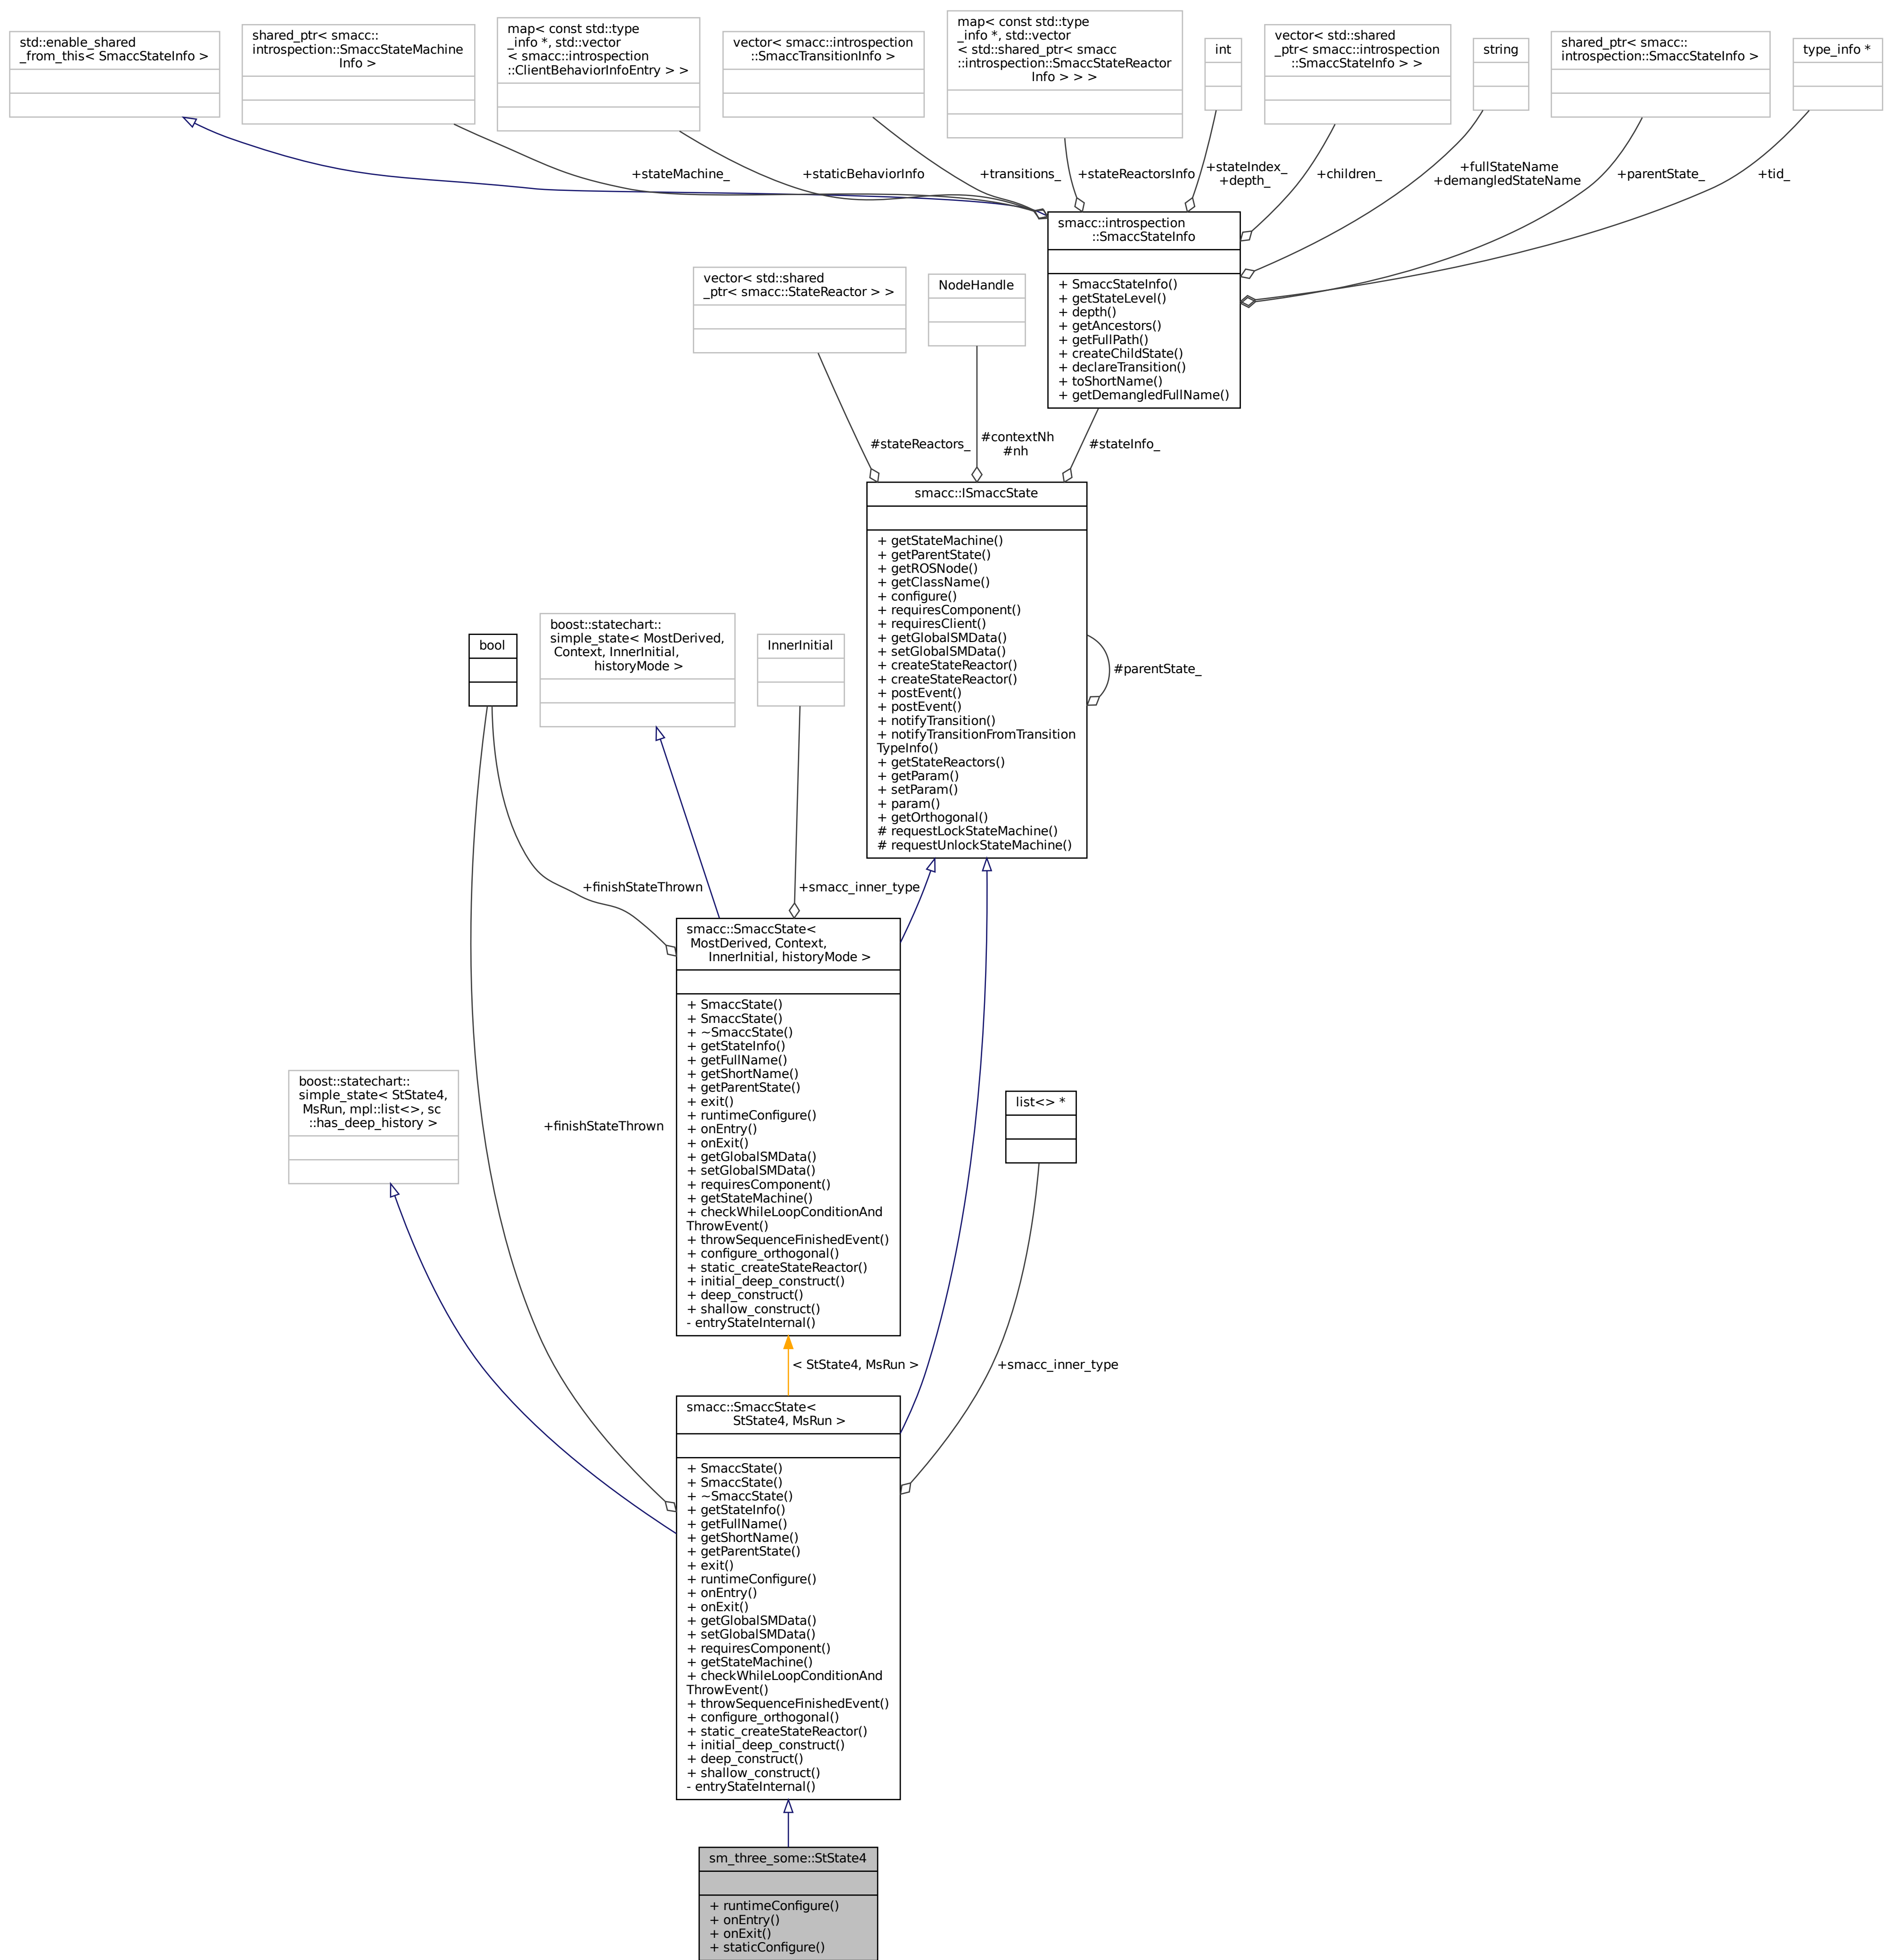 std::enable_shared
_from_this< SmaccStateInfo >
shared_ptr< smacc::
introspection::SmaccStateMachine
Info >
map< const std::type
_info *, std::vector
< smacc::introspection
::ClientBehaviorInfoEntry > >
vector< smacc::introspection
::SmaccTransitionInfo >
map< const std::type
_info *, std::vector
< std::shared_ptr< smacc
::introspection::SmaccStateReactor
Info > > >
int
vector< std::shared
_ptr< smacc::introspection
::SmaccStateInfo > >
string
shared_ptr< smacc::
introspection::SmaccStateInfo >
type_info *
+stateMachine_
+staticBehaviorInfo
+transitions_
+stateReactorsInfo
+stateIndex_
+depth_
+children_
+fullStateName
+demangledStateName
+parentState_
+tid_
smacc::introspection
::SmaccStateInfo
+ SmaccStateInfo()
+ getStateLevel()
+ depth()
+ getAncestors()
+ getFullPath()
+ createChildState()
+ declareTransition()
+ toShortName()
+ getDemangledFullName()
vector< std::shared
_ptr< smacc::StateReactor > >
NodeHandle
#stateReactors_
#contextNh
#nh
#stateInfo_
smacc::ISmaccState
+ getStateMachine()
+ getParentState()
+ getROSNode()
+ getClassName()
+ configure()
+ requiresComponent()
+ requiresClient()
+ getGlobalSMData()
+ setGlobalSMData()
+ createStateReactor()
+ createStateReactor()
+ postEvent()
+ postEvent()
+ notifyTransition()
+ notifyTransitionFromTransition
TypeInfo()
+ getStateReactors()
+ getParam()
+ setParam()
+ param()
+ getOrthogonal()
# requestLockStateMachine()
# requestUnlockStateMachine()
#parentState_
bool
boost::statechart::
simple_state< MostDerived,
Context, InnerInitial,
historyMode >
InnerInitial
+finishStateThrown
+smacc_inner_type
smacc::SmaccState<
MostDerived, Context,
InnerInitial, historyMode >
+ SmaccState()
+ SmaccState()
+ ~SmaccState()
+ getStateInfo()
+ getFullName()
+ getShortName()
+ getParentState()
+ exit()
+ runtimeConfigure()
+ onEntry()
+ onExit()
+ getGlobalSMData()
+ setGlobalSMData()
+ requiresComponent()
+ getStateMachine()
+ checkWhileLoopConditionAnd
ThrowEvent()
+ throwSequenceFinishedEvent()
+ configure_orthogonal()
+ static_createStateReactor()
+ initial_deep_construct()
+ deep_construct()
+ shallow_construct()
- entryStateInternal()
boost::statechart::
simple_state< StState4,
MsRun, mpl::list<>, sc
::has_deep_history >
+finishStateThrown
list<> *
< StState4, MsRun >
+smacc_inner_type
smacc::SmaccState<
StState4, MsRun >
+ SmaccState()
+ SmaccState()
+ ~SmaccState()
+ getStateInfo()
+ getFullName()
+ getShortName()
+ getParentState()
+ exit()
+ runtimeConfigure()
+ onEntry()
+ onExit()
+ getGlobalSMData()
+ setGlobalSMData()
+ requiresComponent()
+ getStateMachine()
+ checkWhileLoopConditionAnd
ThrowEvent()
+ throwSequenceFinishedEvent()
+ configure_orthogonal()
+ static_createStateReactor()
+ initial_deep_construct()
+ deep_construct()
+ shallow_construct()
- entryStateInternal()
sm_three_some::StState4
+ runtimeConfigure()
+ onEntry()
+ onExit()
+ staticConfigure()